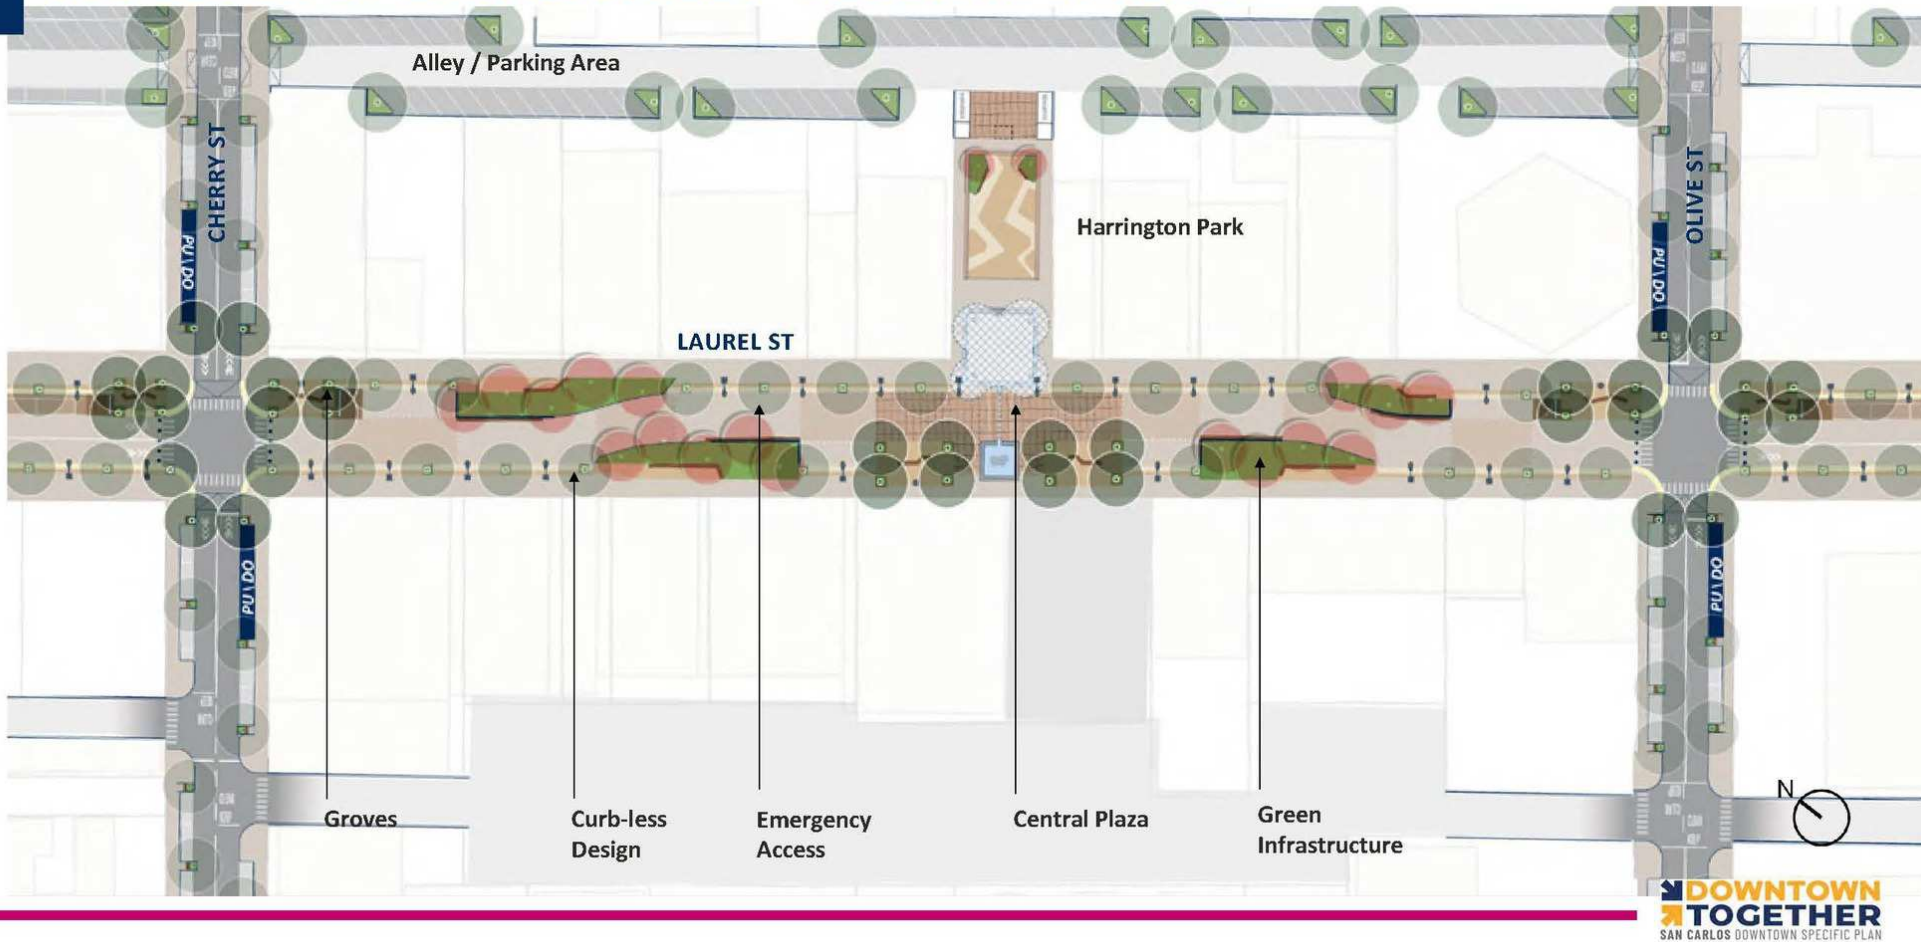 Alley / Parking Area
CHERRY ST
OLIVE ST
PU \ DO
PU \ DO
Harrington Park
LAUREL ST
PU \ DO
PU \ DO
Groves
Curb-less
Design
Emergency
Access
Central Plaza
Green
Infrastructure
N
DOWNTOWN
TOGETHER
SAN CARLOS DOWNTOWN SPECIFIC PLAN